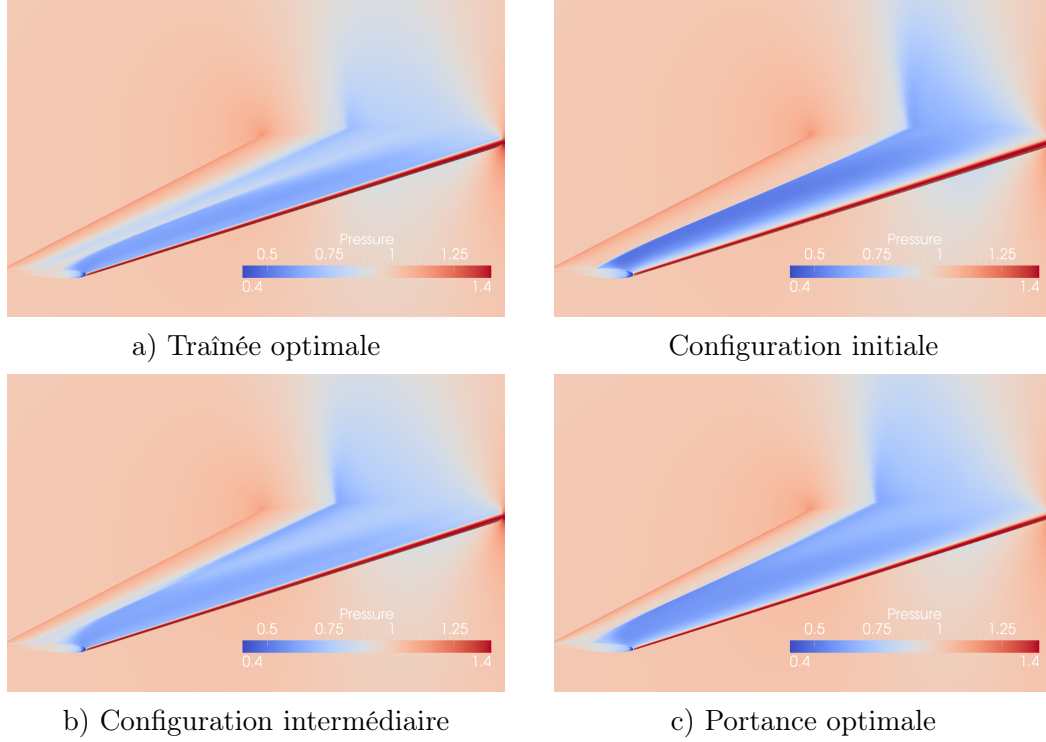 Pressure
0.5 0.75 1 1.25
0.4 1.4
Pressure
0.5 0.75 1 1.25
0.4 1.4
a) Traînée optimale
Configuration initiale
Pressure
0.5 0.75 1 1.25
0.4 1.4
Pressure
0.5 0.75 1 1.25
0.4 1.4
b) Configuration intermédiaire
c) Portance optimale